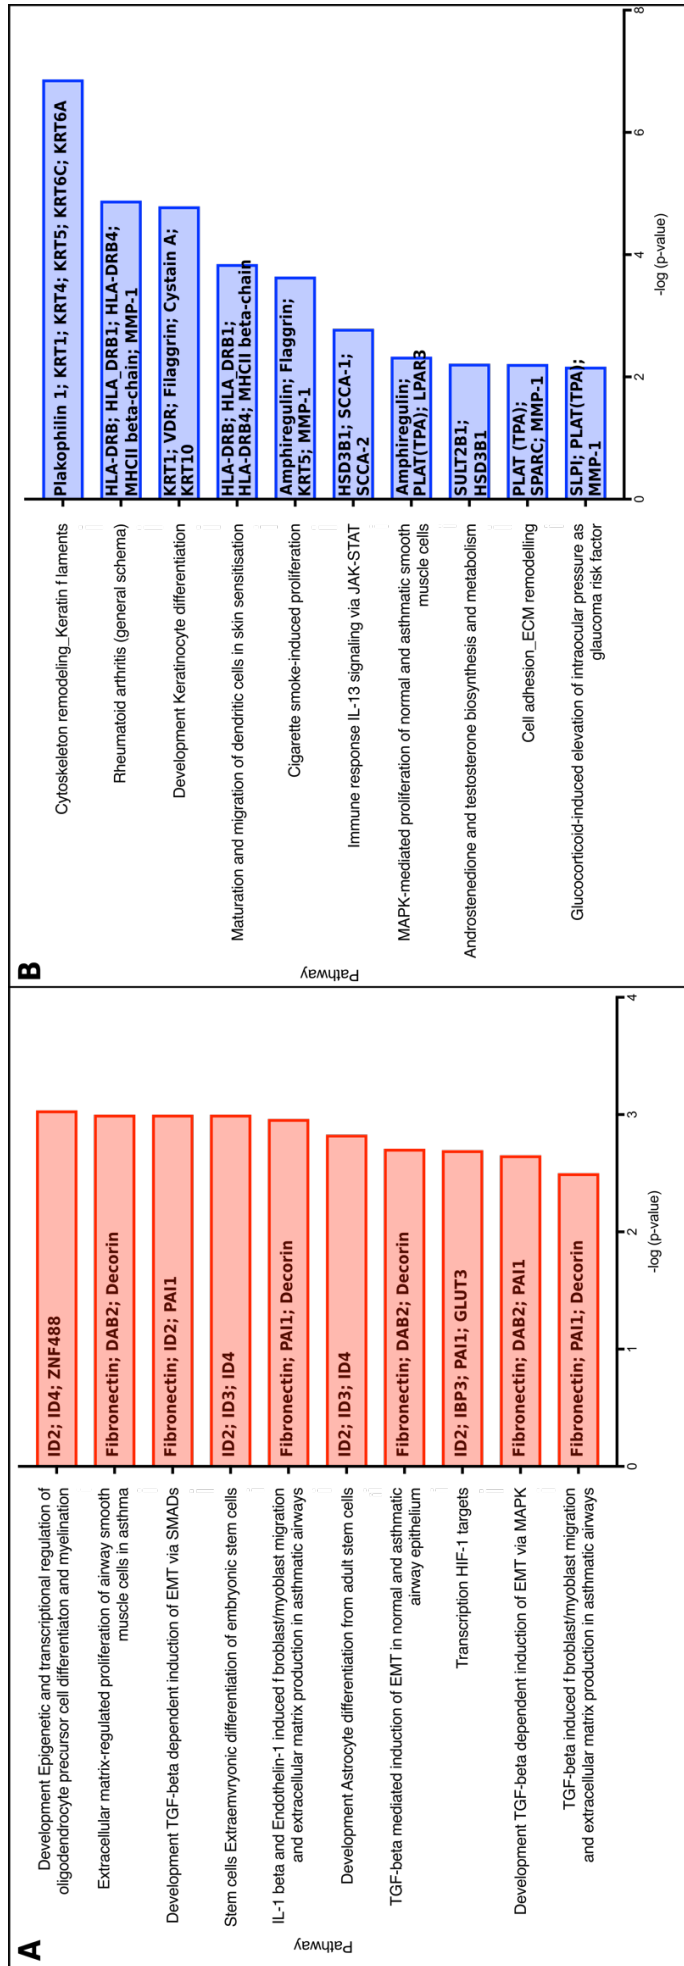 A
Pathway
Development Epigenetic and transcriptional regulation of
oligodendrocyte precursor cell differentiaton and myelination
ID2; ID4; ZNF488
Extracellular matrix-regulated proliferation of airway smooth
muscle cells in asthma
Fibronectin; DAB2; Decorin
Development TGF-beta dependent induction of EMT via SMADs
Fibronectin; ID2; PAI1
Stem cells Extraemvryonic differentiation of embryonic stem cells
ID2; ID3; ID4
IL-1 beta and Endothelin-1 induced f broblast/myoblast migration
and extracellular matrix production in asthmatic airways
Fibronectin; PAI1; Decorin
Development Astrocyte differentiation from adult stem cells
ID2; ID3; ID4
TGF-beta mediated induction of EMT in normal and asthmatic
airway epithelium
Fibronectin; DAB2; Decorin
Transcription HIF-1 targets
ID2; IBP3; PAI1; GLUT3
Development TGF-beta dependent induction of EMT via MAPK
Fibronectin; DAB2; PAI1
TGF-beta induced f broblast/myoblast migration
and extracellular matrix production in asthmatic airways
Fibronectin; PAI1; Decorin
0 1 2 3 4
-log (p-value)
B
Pathway
Cytoskeleton remodeling_Keratin f laments
Plakophilin 1; KRT1; KRT4; KRT5; KRT6C; KRT6A
Rheumatoid arthritis (general schema)
HLA-DRB; HLA_DRB1; HLA-DRB4;
MHCII beta-chain; MMP-1
Development Keratinocyte differentiation
KRT1; VDR; Filaggrin; Cystain A;
KRT10
Maturation and migration of dendritic cells in skin sensitisation
HLA-DRB; HLA_DRB1;
HLA-DRB4; MHCII beta-chain
Cigarette smoke-induced proliferation
Amphiregulin; Flaggrin;
KRT5; MMP-1
Immune response IL-13 signaling via JAK-STAT
HSD3B1; SCCA-1;
SCCA-2
MAPK-mediated proliferation of normal and asthmatic smooth
muscle cells
Amphiregulin;
PLAT(TPA); LPAR3
Androstenedione and testosterone biosynthesis and metabolism
SULT2B1;
HSD3B1
Cell adhesion_ECM remodelling
PLAT (TPA);
SPARC; MMP-1
Glucocorticoid-induced elevation of intraocular pressure as
glaucoma risk factor
SLPI; PLAT(TPA);
MMP-1
0 2 4 6 8
-log (p-value)